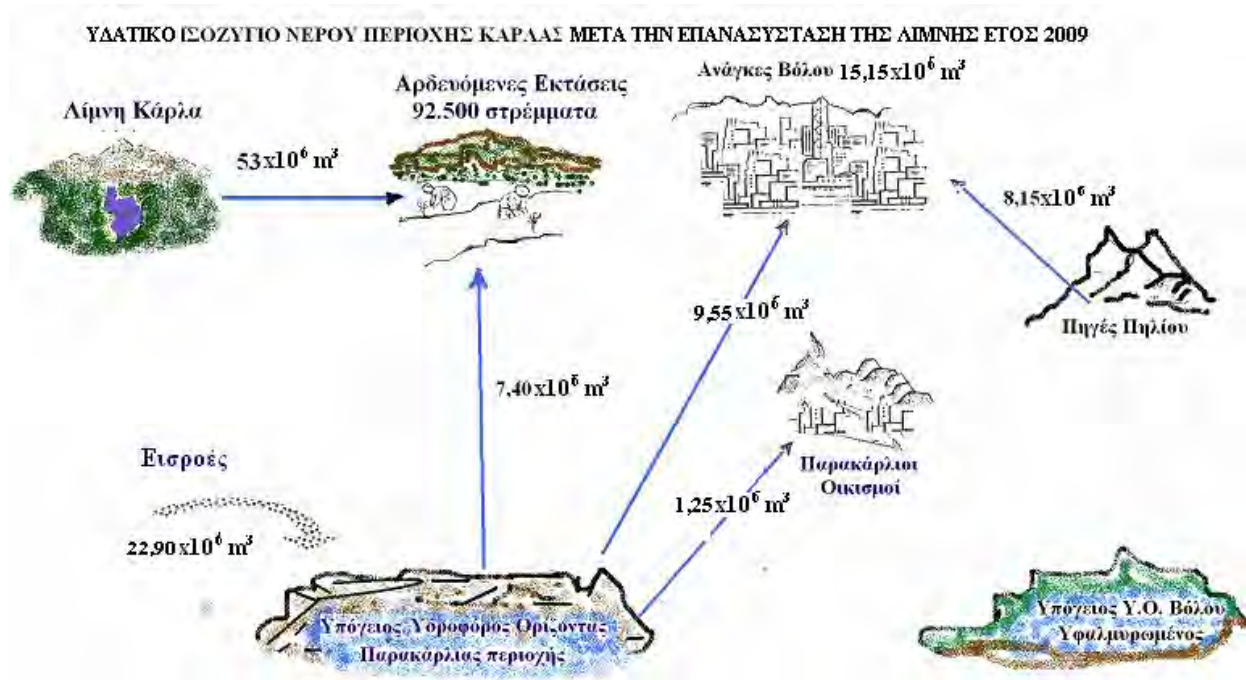 ΥΔΑΤΙΚΟ ΙΣΟΖΥΓΙΟ ΝΕΡΟΥ ΠΕΡΙΟΧΗΣ ΚΑΡΛΑΣ ΜΕΤΑ ΤΗΝ ΕΠΑΝΑΣΥΣΤΑΣΗ ΤΗΣ ΛΙΜΝΗΣ ΕΤΟΣ 2009
Ανάγκες Βόλου 15,15x10⁶ m³
Αρδευόμενες Εκτάσεις
92.500 στρέμματα
Λίμνη Κάρλα
53x10⁶ m³
8,15x10⁶ m³
Πηγές Πηλίου
9,55x10⁶ m³
7,40x10⁶ m³
Παρακάρλιοι
Οικισμοί
1,25x10⁶ m³
Εισροές
22,90x10⁶ m³
Υπόγειος Υδροφόρος Ορίζοντας
Παρακάρλιας περιοχής
Υπόγειος Υ.Ο. Βόλου
Υφαλμυρωμένος